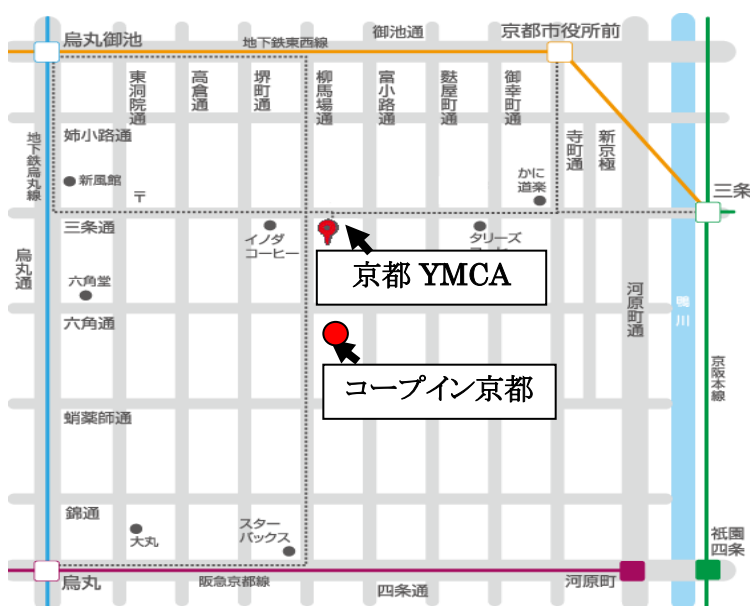 烏丸御池
地下鉄東西線
御池通
京都市役所前
東洞院通
高倉通
堺町通
柳馬場通
富小路通
麩屋町通
御幸町通
寺町通
新京極
地下鉄烏丸線
姉小路通
新風館
〒
かに
道楽
三条
三条通
イノダ
コーヒー
タリーズ
京都 YMCA
烏丸通
六角堂
六角通
河原町通
鴨川
コープイン京都
京阪本線
蛸薬師通
錦通
大丸
スター
バックス
祇園
四条
烏丸
阪急京都線
四条通
河原町